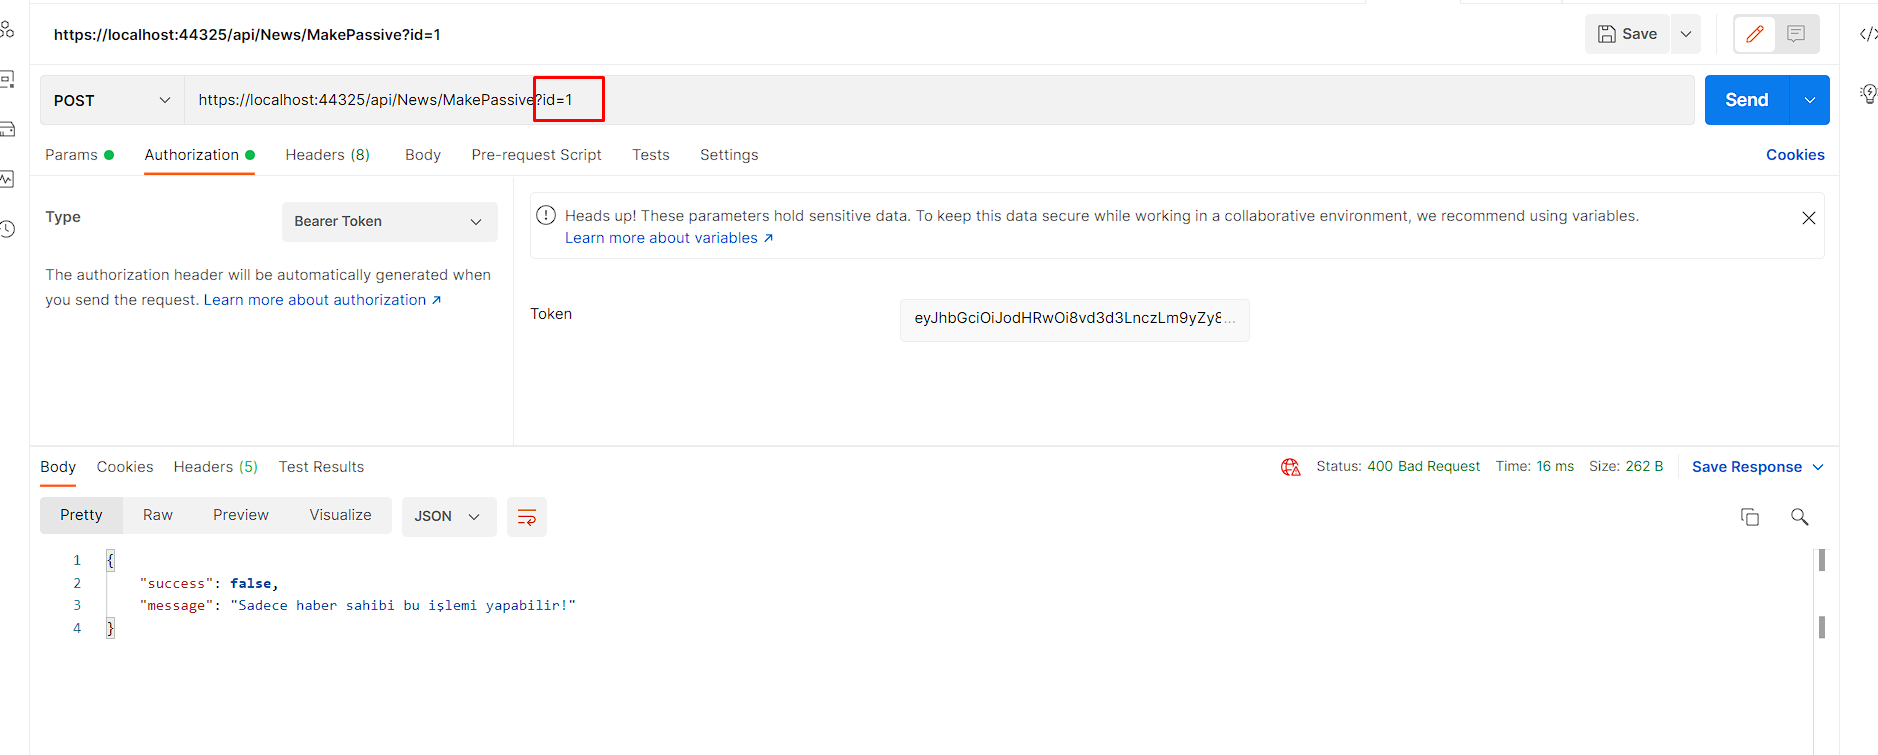 https://localhost:44325/api/News/MakePassive?id=1
Save
POST
https://localhost:44325/api/News/MakePassive?id=1
Send
Params
Authorization
Headers (8)
Body
Pre-request Script
Tests
Settings
Cookies
Type
Bearer Token
The authorization header will be automatically generated when
you send the request. Learn more about authorization ↗
Heads up! These parameters hold sensitive data. To keep this data secure while working in a collaborative environment, we recommend using variables.
Learn more about variables ↗
Token
eyJhbGciOiJodHRwOi8vd3d3LnczLm9yZy8...
Body
Cookies
Headers (5)
Test Results
Status: 400 Bad Request
Time: 16 ms
Size: 262 B
Save Response
Pretty
Raw
Preview
Visualize
JSON
1 {
2 "success": false,
3 "message": "Sadece haber sahibi bu işlemi yapabilir!"
4 }